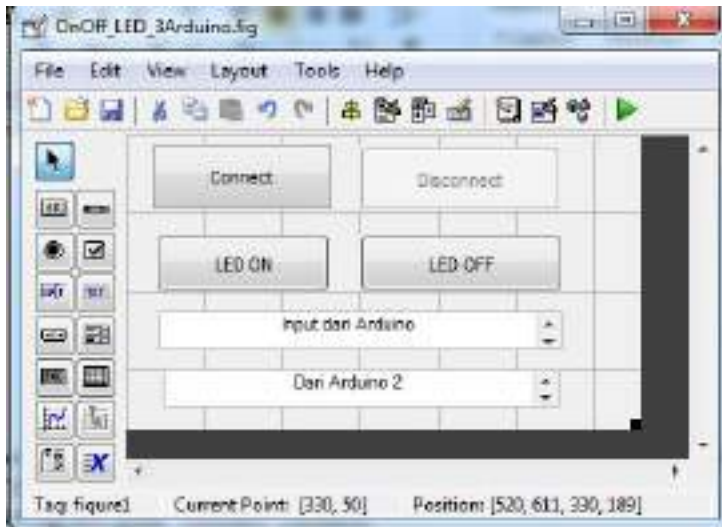 OnOff_LED_3Arduino.fig
File Edit View Layout Tools Help
Connect Disconnect
LED ON LED OFF
Input dari Arduino
Dari Arduino 2
Tag: figure1 Current Point: [330, 50] Position: [520, 611, 330, 189]